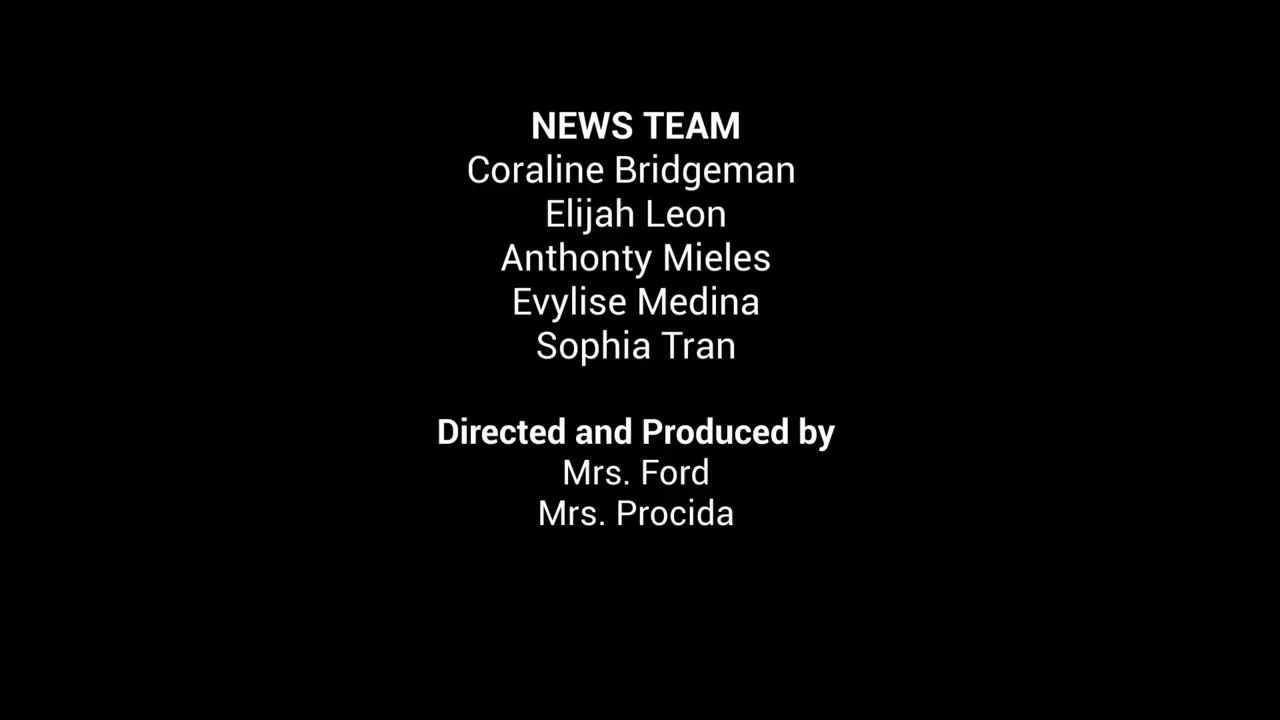 NEWS TEAM
Coraline Bridgeman
Elijah Leon
Anthonty Mieles
Evylise Medina
Sophia Tran
Directed and Produced by
Mrs. Ford
Mrs. Procida